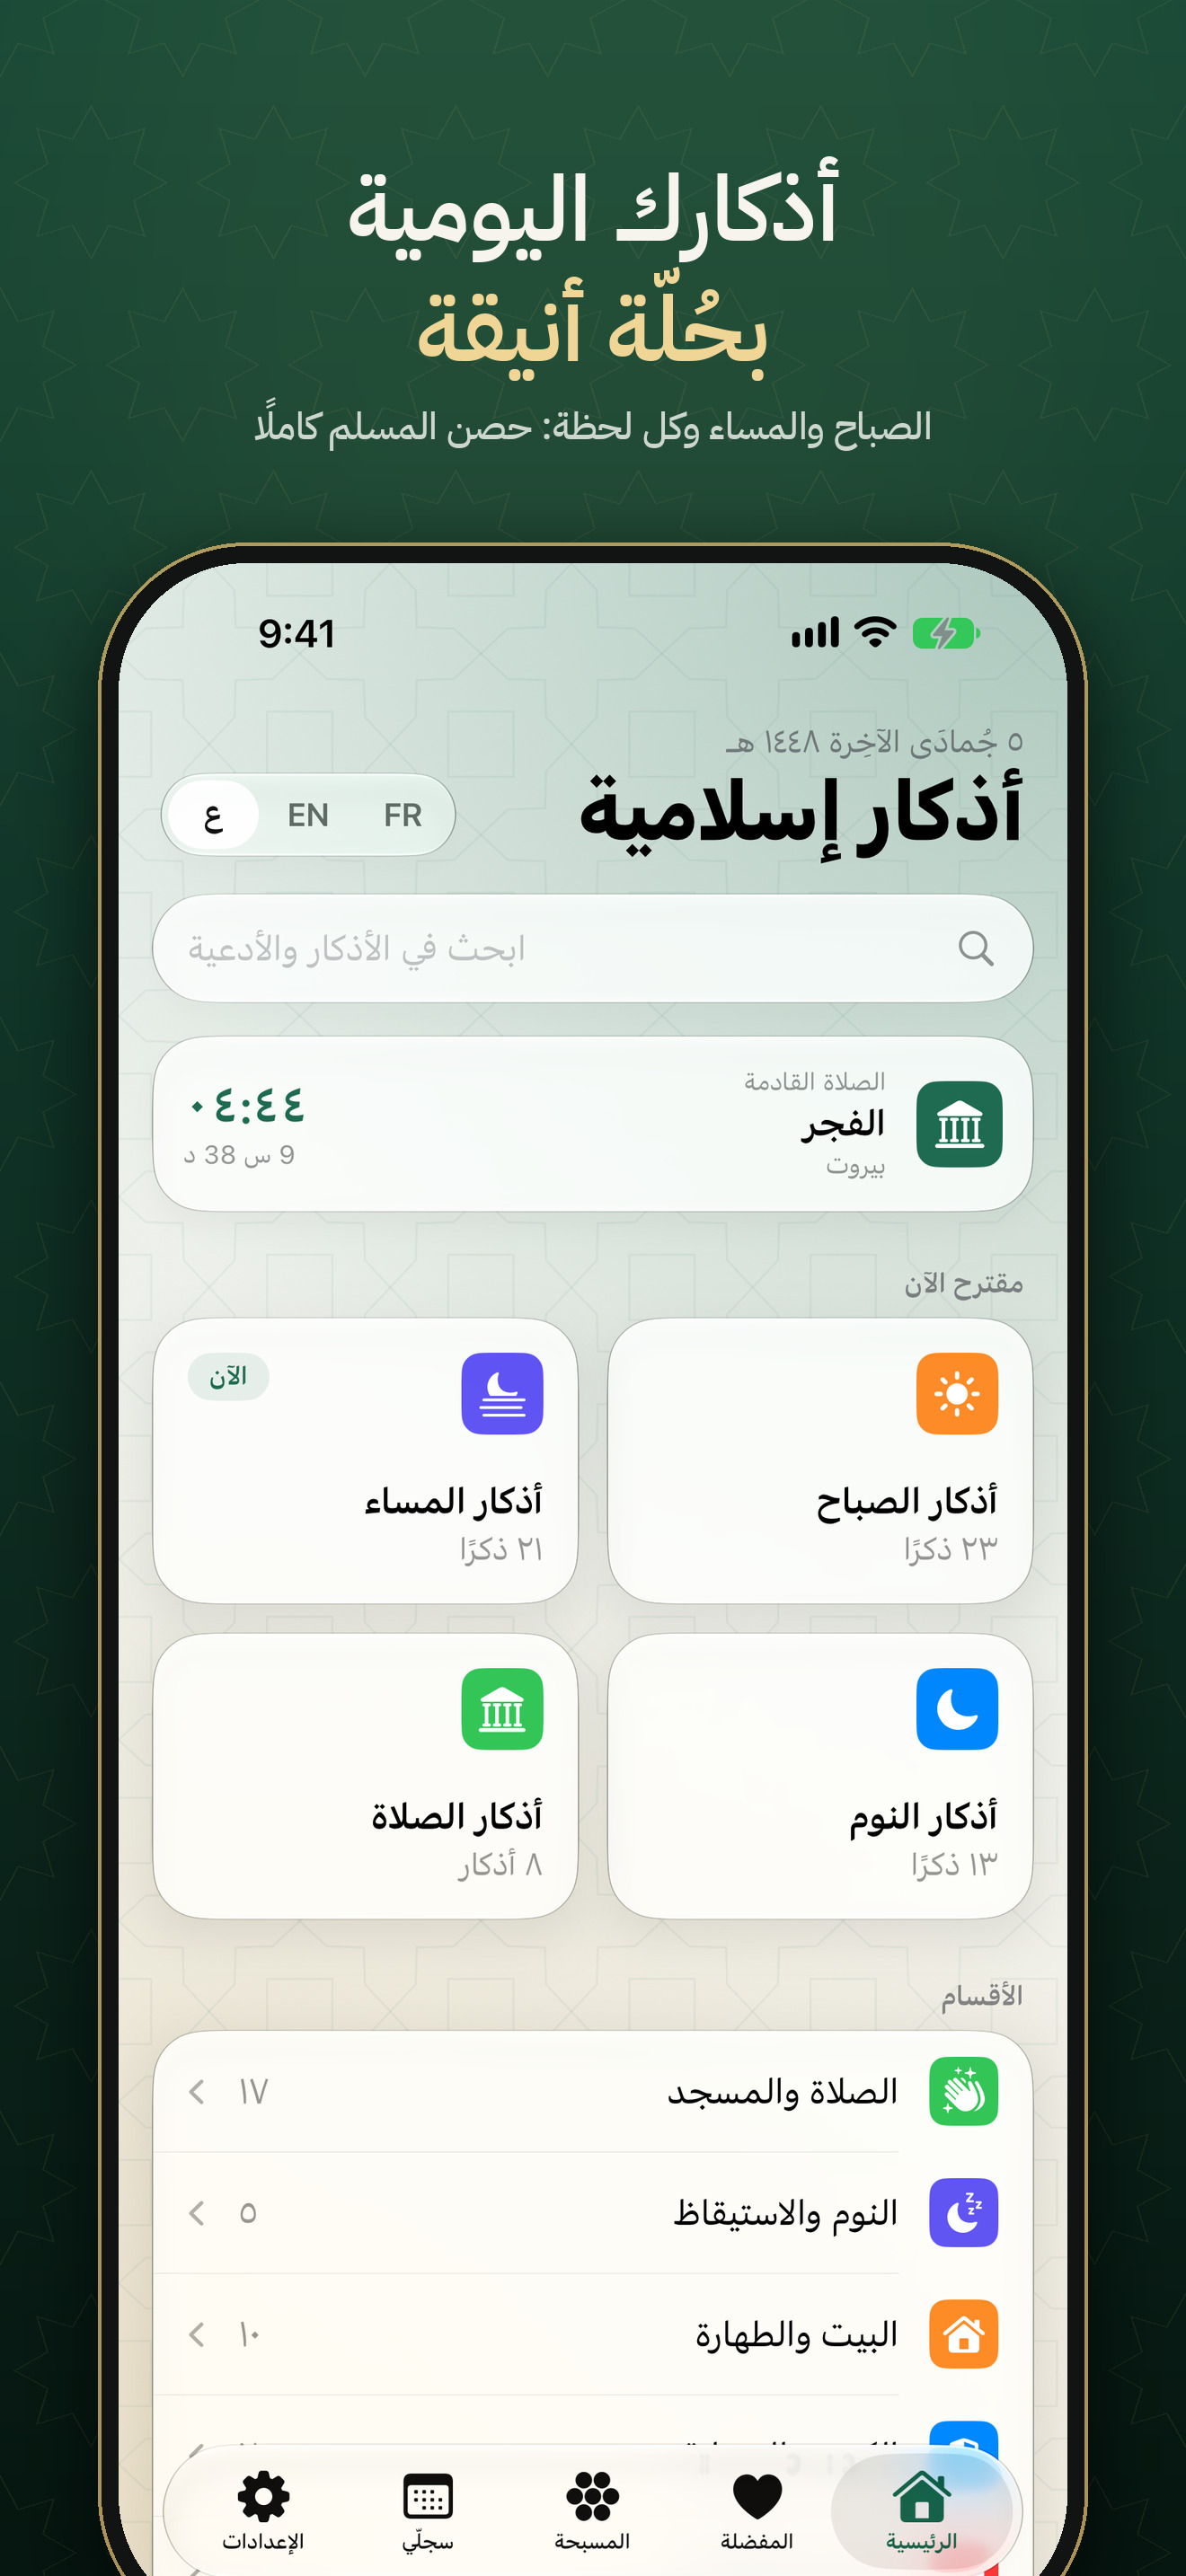 أذكارك اليومية
بحُلّة أنيقة
الصباح والمساء وكل لحظة: حصن المسلم كاملًا
9:41
٥ جُمادَى الآخِرة ١٤٤٨ هـ
أذكار إسلامية
FR EN ع
ابحث في الأذكار والأدعية
الصلاة القادمة
الفجر
بيروت
٠٤:٤٤
9 س 38 د
مقترح الآن
أذكار الصباح
٢٣ ذكرًا
الآن
أذكار المساء
٢١ ذكرًا
أذكار النوم
١٣ ذكرًا
أذكار الصلاة
٨ أذكار
الأقسام
الصلاة والمسجد ١٧
النوم والاستيقاظ ٥
البيت والطهارة ١٠
الرئيسية
المفضلة
المسبحة
سجلّي
الإعدادات